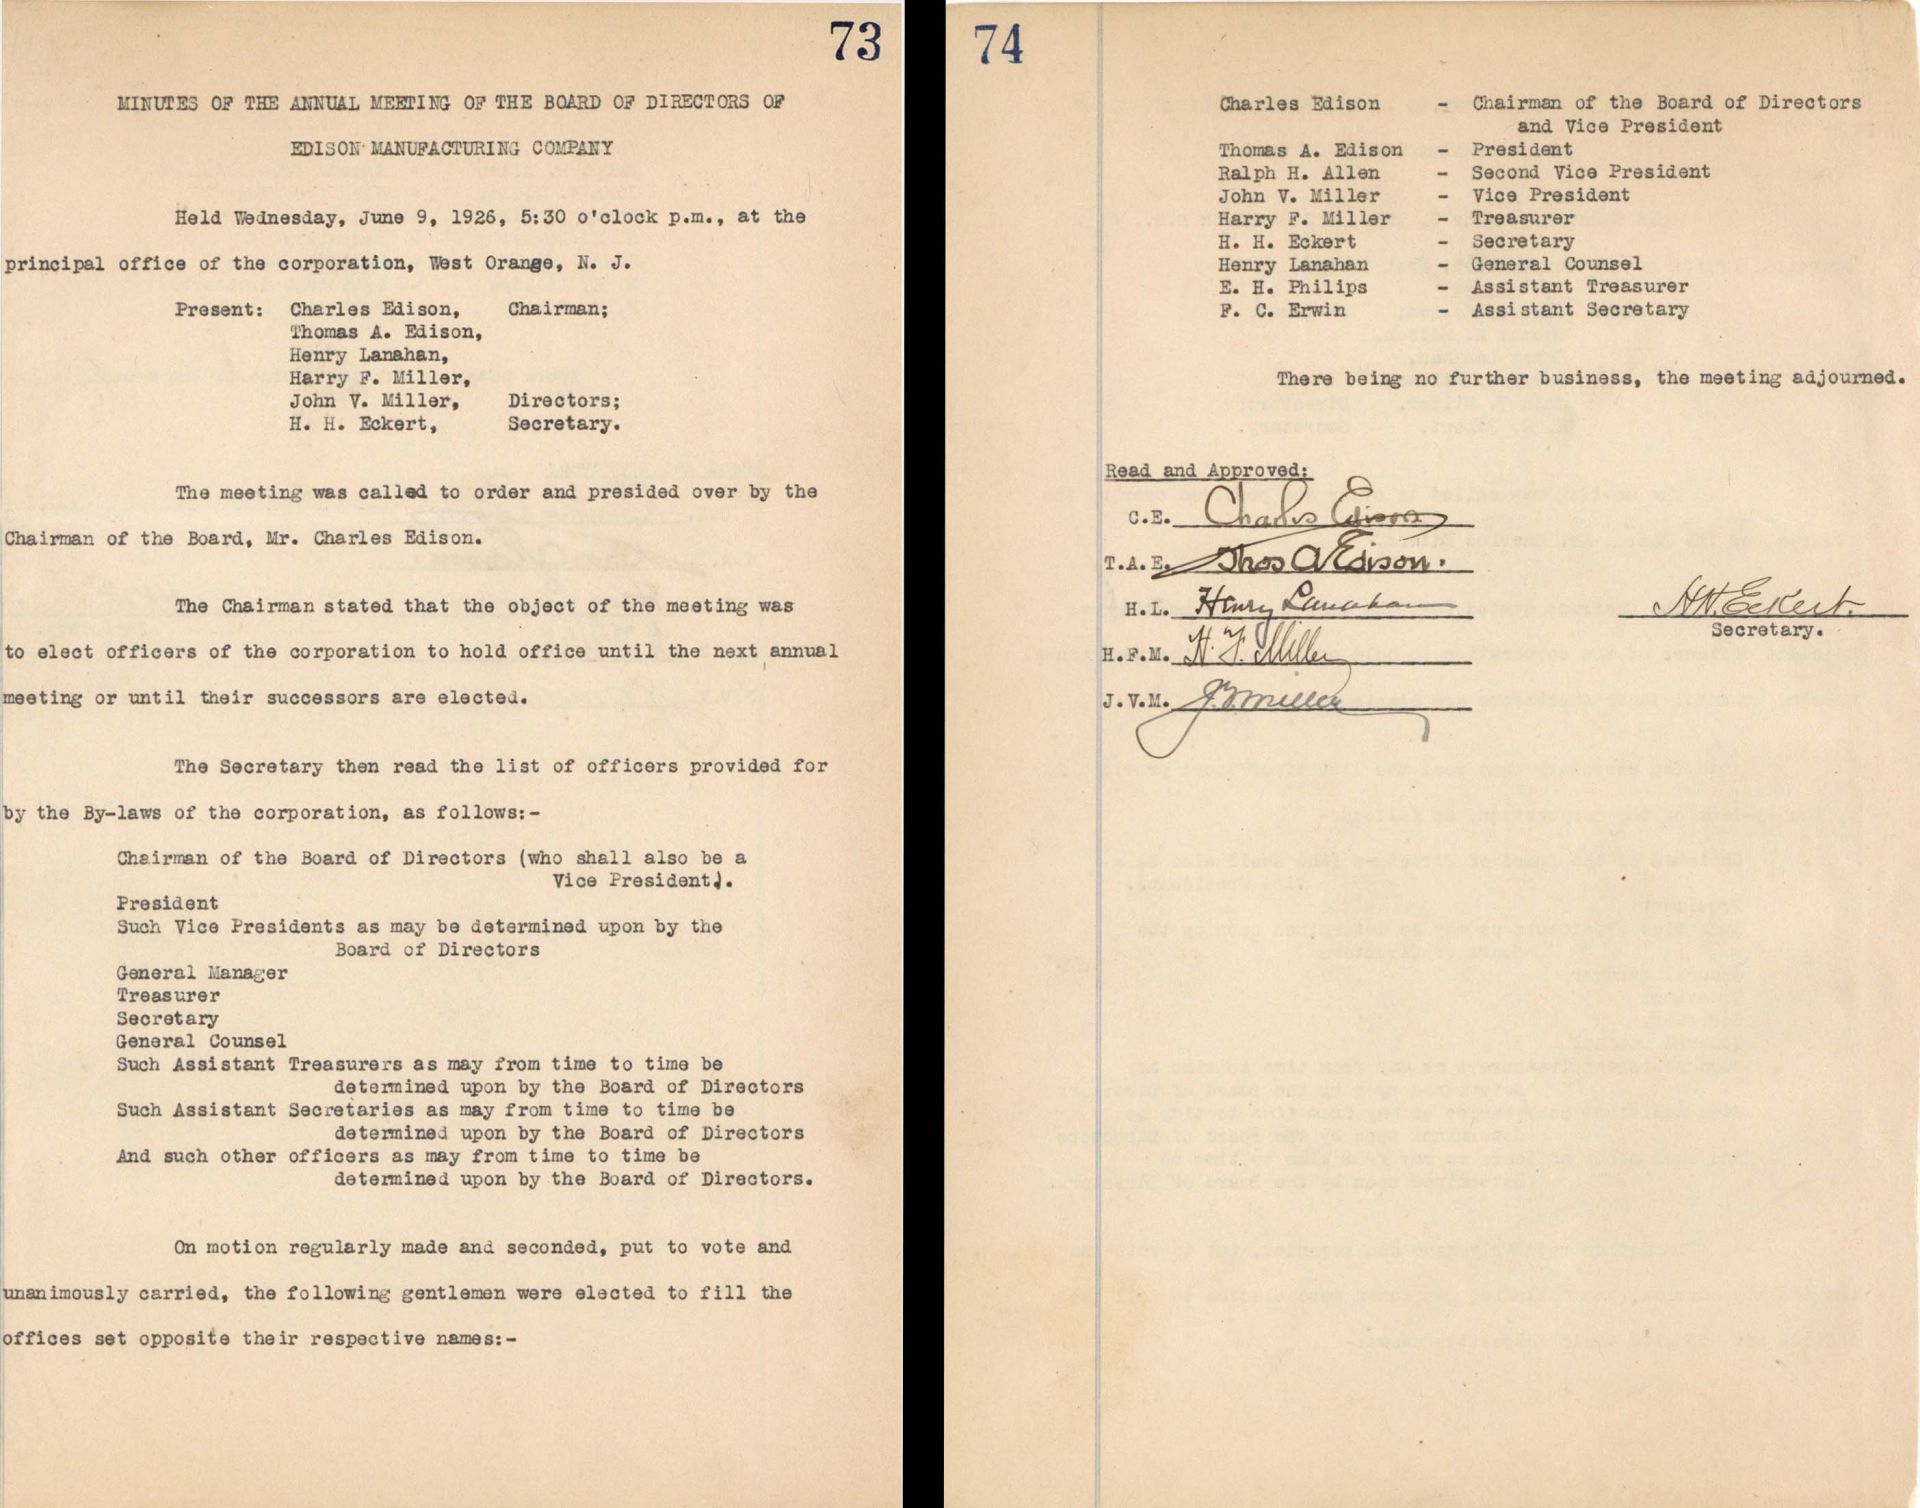 73
MINUTES OF THE ANNUAL MEETING OF THE BOARD OF DIRECTORS OF
EDISON MANUFACTURING COMPANY
Held Wednesday, June 9, 1926, 5:30 o'clock p.m., at the
principal office of the corporation, West Orange, N. J.
Present: Charles Edison, Chairman;
Thomas A. Edison,
Henry Lanahan,
Harry F. Miller,
John V. Miller, Directors;
H. H. Eckert, Secretary.
The meeting was called to order and presided over by the
Chairman of the Board, Mr. Charles Edison.
The Chairman stated that the object of the meeting was
to elect officers of the corporation to hold office until the next annual
meeting or until their successors are elected.
The Secretary then read the list of officers provided for
by the By-laws of the corporation, as follows:-
Chairman of the Board of Directors (who shall also be a
Vice President).
President
Such Vice Presidents as may be determined upon by the
Board of Directors
General Manager
Treasurer
Secretary
General Counsel
Such Assistant Treasurers as may from time to time be
determined upon by the Board of Directors
Such Assistant Secretaries as may from time to time be
determined upon by the Board of Directors
And such other officers as may from time to time be
determined upon by the Board of Directors.
On motion regularly made and seconded, put to vote and
unanimously carried, the following gentlemen were elected to fill the
offices set opposite their respective names:-
74
Charles Edison - Chairman of the Board of Directors
and Vice President
Thomas A. Edison - President
Ralph H. Allen - Second Vice President
John V. Miller - Vice President
Harry F. Miller - Treasurer
H. H. Eckert - Secretary
Henry Lanahan - General Counsel
E. H. Philips - Assistant Treasurer
F. C. Erwin - Assistant Secretary
There being no further business, the meeting adjourned.
Read and Approved:
C.E. Charles Edison
T.A.E. Thos A Edison.
H.L. Henry Lanahan
H.H. Eckert.
Secretary.
H.F.M. H. F. Miller
J.V.M. J.V. Miller